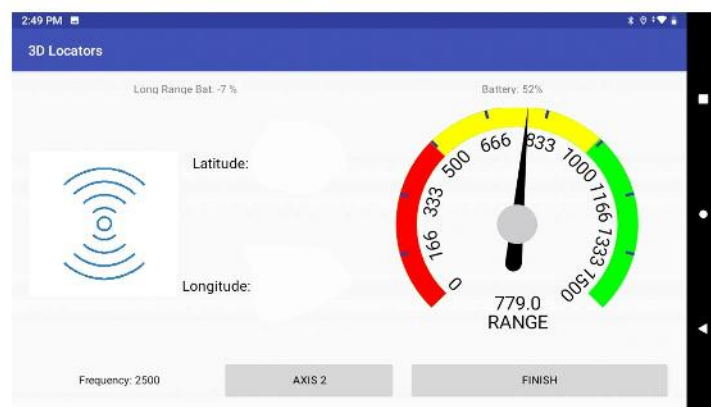 2:49 PM
3D Locators
Long Range Bat. -7 %
Battery: 52%
Latitude:
Longitude:
0
166
333
500
666
833
1000
1166
1333
1500
779.0
RANGE
Frequency: 2500
AXIS 2
FINISH